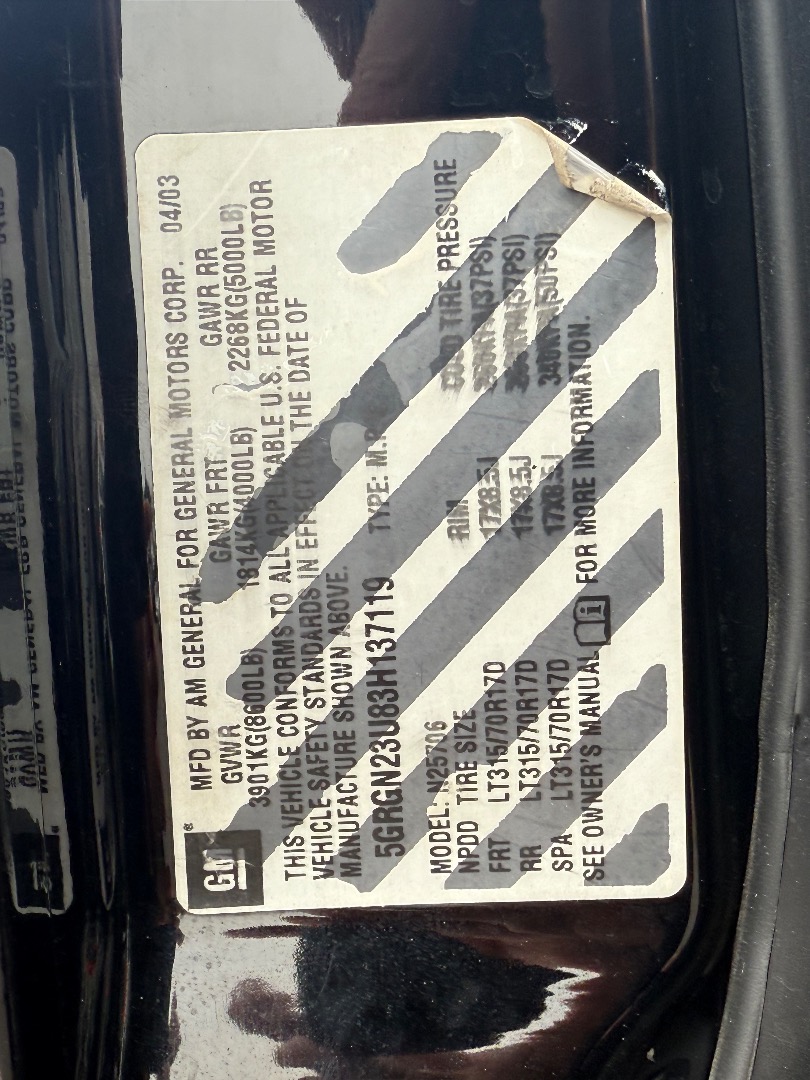 GM®
MFD BY AM GENERAL FOR GENERAL MOTORS CORP. 04/03
GVWR GAWR FRT GAWR RR
3901KG(8600LB) 1814KG(4000LB) 2268KG(5000LB)
THIS VEHICLE CONFORMS TO ALL APPLICABLE U.S. FEDERAL MOTOR
VEHICLE SAFETY STANDARDS IN EFFECT ON THE DATE OF
MANUFACTURE SHOWN ABOVE.
5GRGN23U83H137119 TYPE: M.P
MODEL: N25706
NPDD TIRE SIZE RIM COLD TIRE PRESSURE
FRT LT315/70R17D 17X8.5J
RR LT315/70R17D 17X8.5J
SPA LT315/70R17D 17X8.5J
SEE OWNER'S MANUAL FOR MORE INFORMATION.